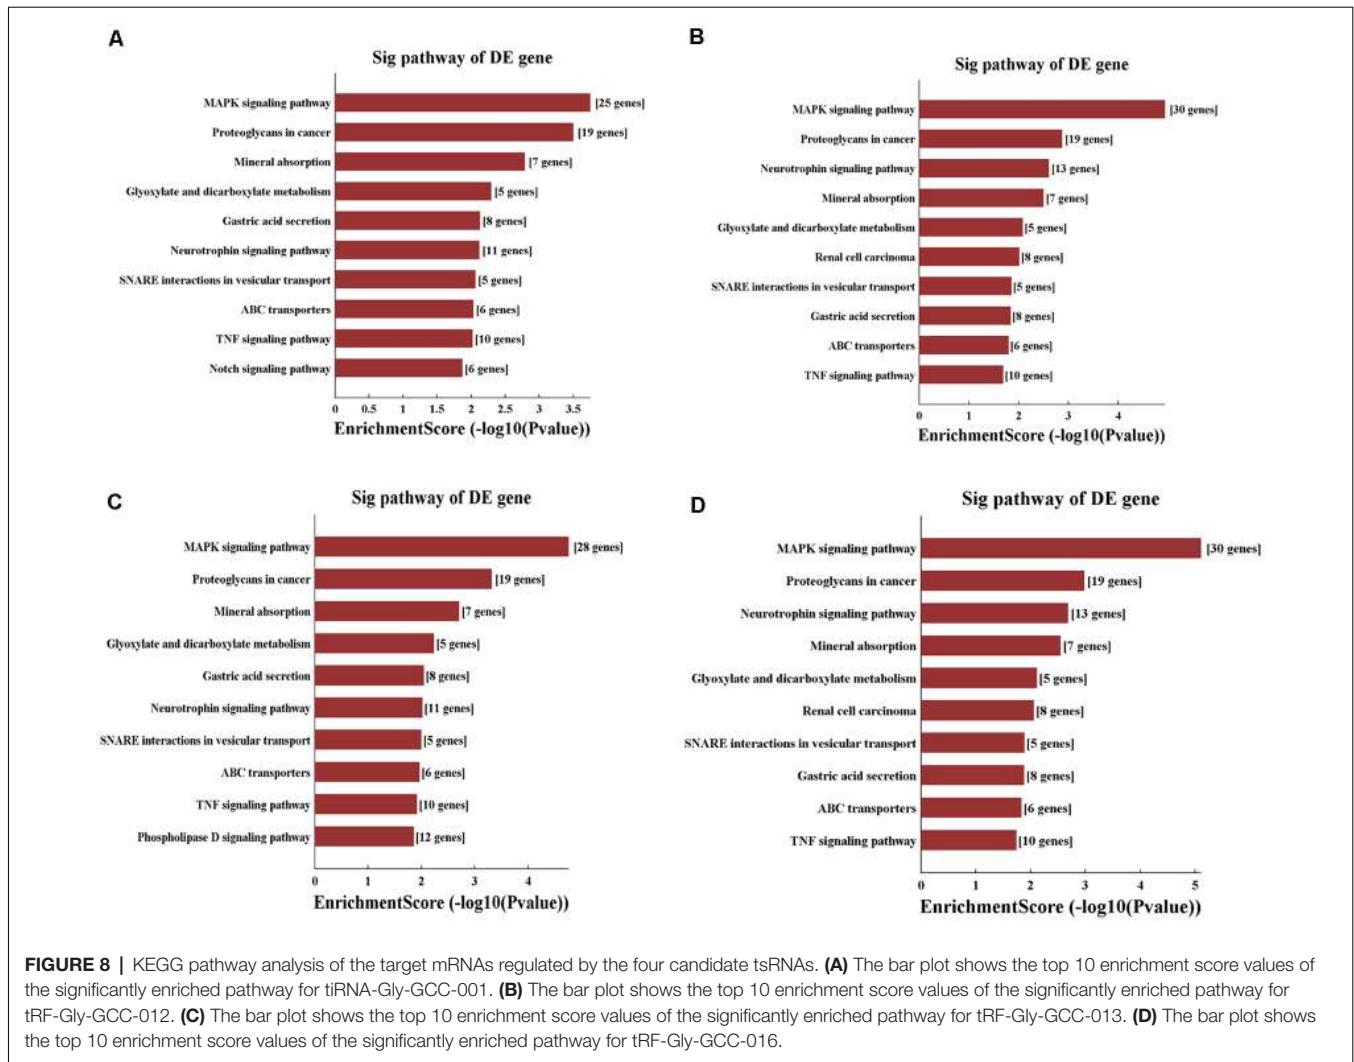 A
Sig pathway of DE gene
MAPK signaling pathway [25 genes]
Proteoglycans in cancer [19 genes]
Mineral absorption [7 genes]
Glyoxylate and dicarboxylate metabolism [5 genes]
Gastric acid secretion [8 genes]
Neurotrophin signaling pathway [11 genes]
SNARE interactions in vesicular transport [5 genes]
ABC transporters [6 genes]
TNF signaling pathway [10 genes]
Notch signaling pathway [6 genes]
0 0.5 1 1.5 2 2.5 3 3.5
EnrichmentScore (-log10(Pvalue))
B
Sig pathway of DE gene
MAPK signaling pathway [30 genes]
Proteoglycans in cancer [19 genes]
Neurotrophin signaling pathway [13 genes]
Mineral absorption [7 genes]
Glyoxylate and dicarboxylate metabolism [5 genes]
Renal cell carcinoma [8 genes]
SNARE interactions in vesicular transport [5 genes]
Gastric acid secretion [8 genes]
ABC transporters [6 genes]
TNF signaling pathway [10 genes]
0 1 2 3 4
EnrichmentScore (-log10(Pvalue))
C
Sig pathway of DE gene
MAPK signaling pathway [28 genes]
Proteoglycans in cancer [19 genes]
Mineral absorption [7 genes]
Glyoxylate and dicarboxylate metabolism [5 genes]
Gastric acid secretion [8 genes]
Neurotrophin signaling pathway [11 genes]
SNARE interactions in vesicular transport [5 genes]
ABC transporters [6 genes]
TNF signaling pathway [10 genes]
Phospholipase D signaling pathway [12 genes]
0 1 2 3 4
EnrichmentScore (-log10(Pvalue))
D
Sig pathway of DE gene
MAPK signaling pathway [30 genes]
Proteoglycans in cancer [19 genes]
Neurotrophin signaling pathway [13 genes]
Mineral absorption [7 genes]
Glyoxylate and dicarboxylate metabolism [5 genes]
Renal cell carcinoma [8 genes]
SNARE interactions in vesicular transport [5 genes]
Gastric acid secretion [8 genes]
ABC transporters [6 genes]
TNF signaling pathway [10 genes]
0 1 2 3 4 5
EnrichmentScore (-log10(Pvalue))
FIGURE 8 | KEGG pathway analysis of the target mRNAs regulated by the four candidate tsRNAs. (A) The bar plot shows the top 10 enrichment score values of
the significantly enriched pathway for tiRNA-Gly-GCC-001. (B) The bar plot shows the top 10 enrichment score values of the significantly enriched pathway for
tRF-Gly-GCC-012. (C) The bar plot shows the top 10 enrichment score values of the significantly enriched pathway for tRF-Gly-GCC-013. (D) The bar plot shows
the top 10 enrichment score values of the significantly enriched pathway for tRF-Gly-GCC-016.